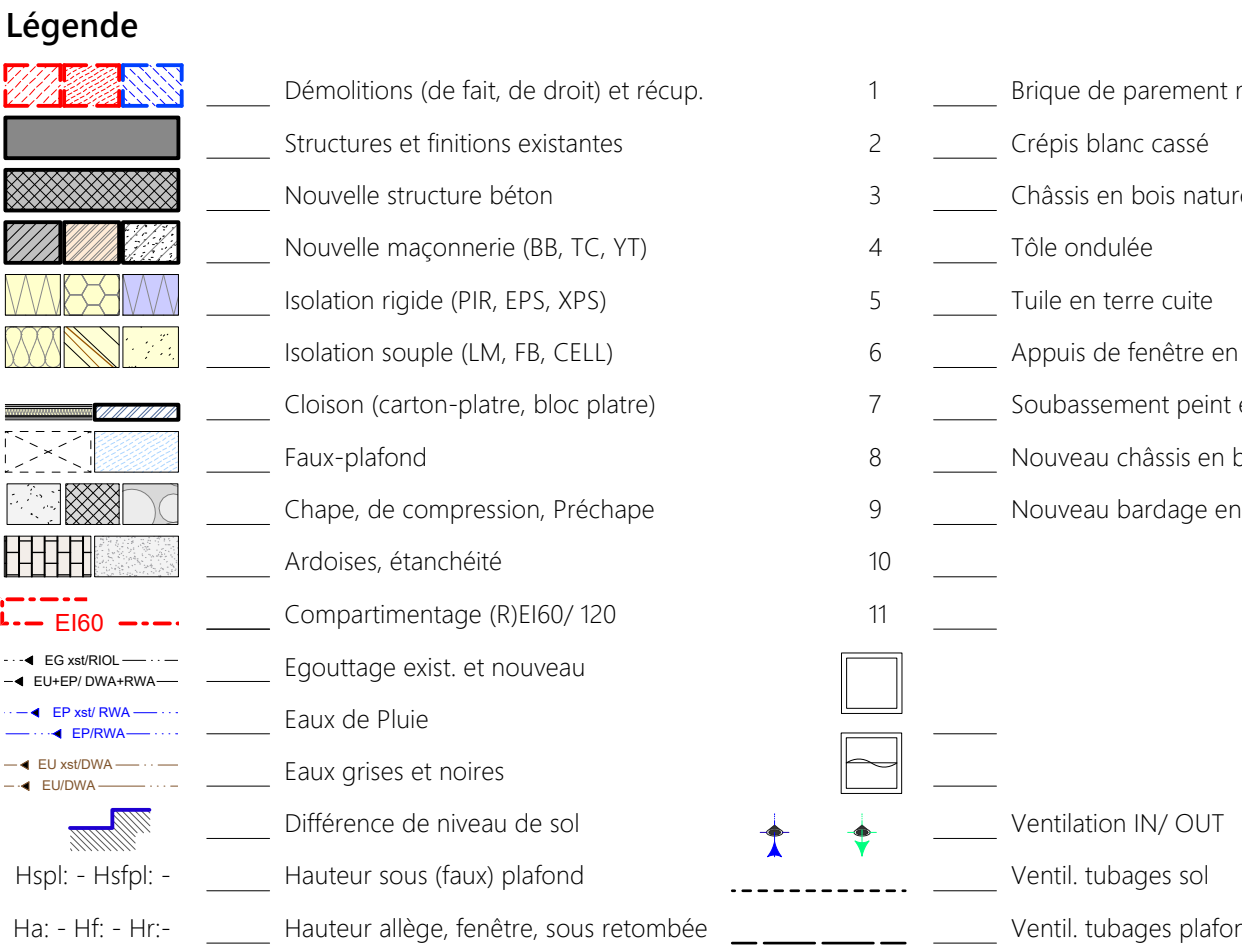 Légende
Démolitions (de fait, de droit) et récup.
Structures et finitions existantes
Nouvelle structure béton
Nouvelle maçonnerie (BB, TC, YT)
Isolation rigide (PIR, EPS, XPS)
Isolation souple (LM, FB, CELL)
Cloison (carton-platre, bloc platre)
Faux-plafond
Chape, de compression, Préchape
Ardoises, étanchéité
EI60 Compartimentage (R)EI60/ 120
EG xst/RIOL
EU+EP/ DWA+RWA
Egouttage exist. et nouveau
EP xst/ RWA
EP/RWA
Eaux de Pluie
EU xst/DWA
EU/DWA
Eaux grises et noires
Différence de niveau de sol
Hspl: - Hsfpl: - Hauteur sous (faux) plafond
Ha: - Hf: - Hr:- Hauteur allège, fenêtre, sous retombée
1 Brique de parement
2 Crépis blanc cassé
3 Châssis en bois
4 Tôle ondulée
5 Tuile en terre cuite
6 Appuis de fenêtre en
7 Soubassement peint
8 Nouveau châssis en
9 Nouveau bardage en
10
11
Ventilation IN/ OUT
Ventil. tubages sol
Ventil. tubages